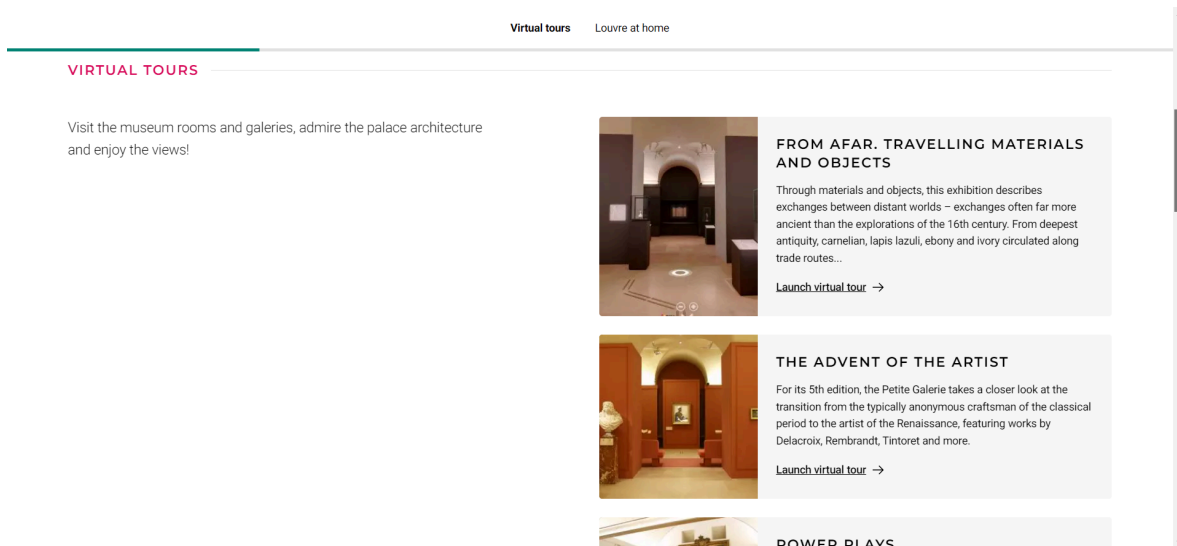 Virtual tours
Louvre at home
VIRTUAL TOURS
Visit the museum rooms and galleries, admire the palace architecture
and enjoy the views!
FROM AFAR. TRAVELLING MATERIALS
AND OBJECTS
Through materials and objects, this exhibition describes
exchanges between distant worlds – exchanges often far more
ancient than the explorations of the 16th century. From deepest
antiquity, carnelian, lapis lazuli, ebony and ivory circulated along
trade routes...
Launch virtual tour →
THE ADVENT OF THE ARTIST
For its 5th edition, the Petite Galerie takes a closer look at the
transition from the typically anonymous craftsman of the classical
period to the artist of the Renaissance, featuring works by
Delacroix, Rembrandt, Tintoret and more.
Launch virtual tour →
POWER PLAYS